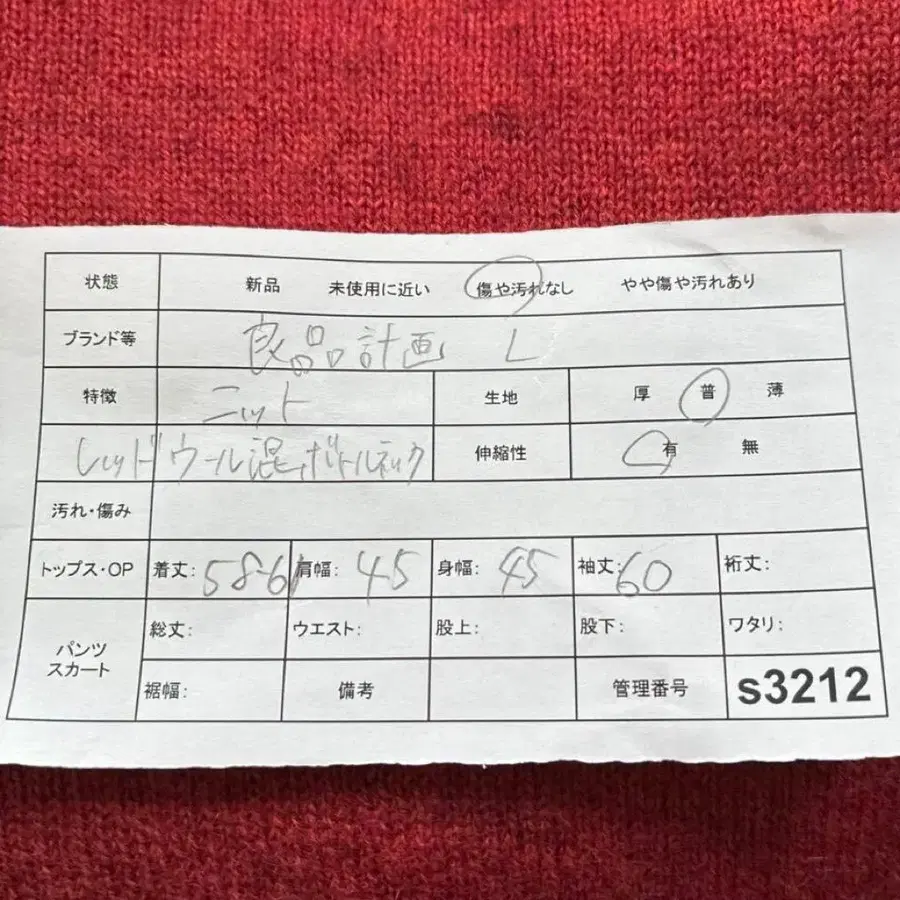 状態 新品 未使用に近い 傷や汚れなし やや傷や汚れあり
ブランド等 良品計画 L
特徴 ニット 生地 厚 普 薄
レッド ウール混 ボトルネック 伸縮性 有 無
汚れ・傷み
トップス・OP 着丈: 58-61 肩幅: 45 身幅: 45 袖丈: 60 裄丈:
パンツ スカート 総丈: ウエスト: 股上: 股下: ワタリ:
裾幅: 備考 管理番号 s3212